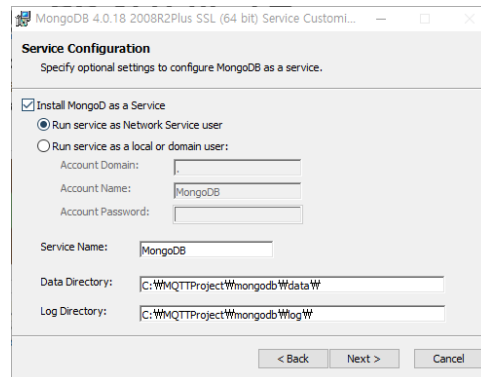 MongoDB 4.0.18 2008R2Plus SSL (64 bit) Service Customi...
Service Configuration
Specify optional settings to configure MongoDB as a service.
Install MongoD as a Service
Run service as Network Service user
Run service as a local or domain user:
Account Domain:
.
Account Name:
MongoDB
Account Password:
Service Name:
MongoDB
Data Directory:
C:₩MQTTProject₩mongodb₩data₩
Log Directory:
C:₩MQTTProject₩mongodb₩log₩
< Back
Next >
Cancel